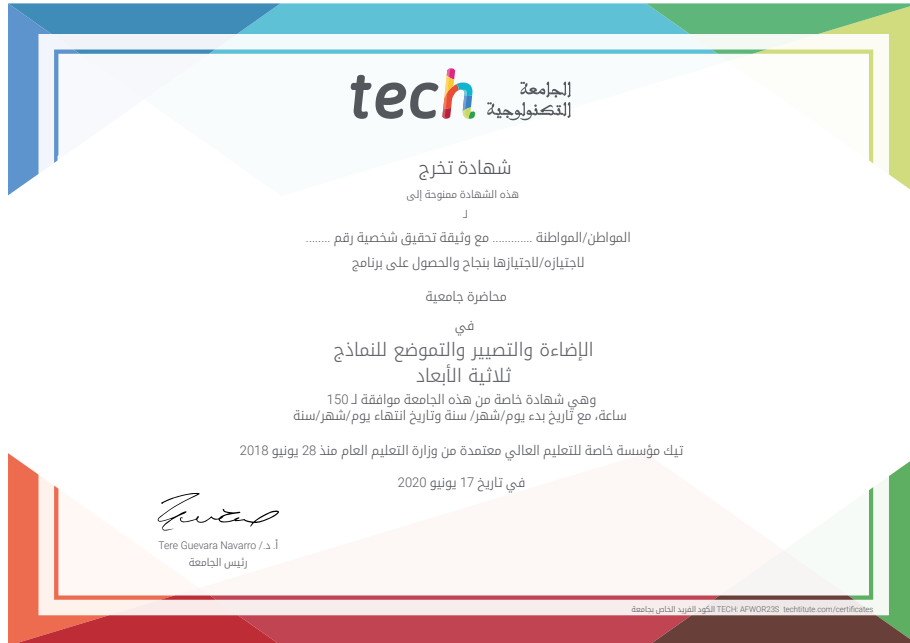 tech
الجامعة
التكنولوجية
شهادة تخرج
هذه الشهادة ممنوحة إلى
لـ
المواطن/المواطنة ............. مع وثيقة تحقيق شخصية رقم ........
لاجتيازه/لاجتيازها بنجاح والحصول على برنامج
محاضرة جامعية
في
الإضاءة والتصيير والتموضع للنماذج
ثلاثية الأبعاد
وهي شهادة خاصة من هذه الجامعة موافقة لـ 150
ساعة، مع تاريخ بدء يوم/شهر/ سنة وتاريخ انتهاء يوم/شهر/سنة
تيك مؤسسة خاصة للتعليم العالي معتمدة من وزارة التعليم العام منذ 28 يونيو 2018
في تاريخ 17 يونيو 2020
أ. د./ Tere Guevara Navarro
رئيس الجامعة
الكود الفريد الخاص بجامعة TECH: AFWOR23S techtitute.com/certificates